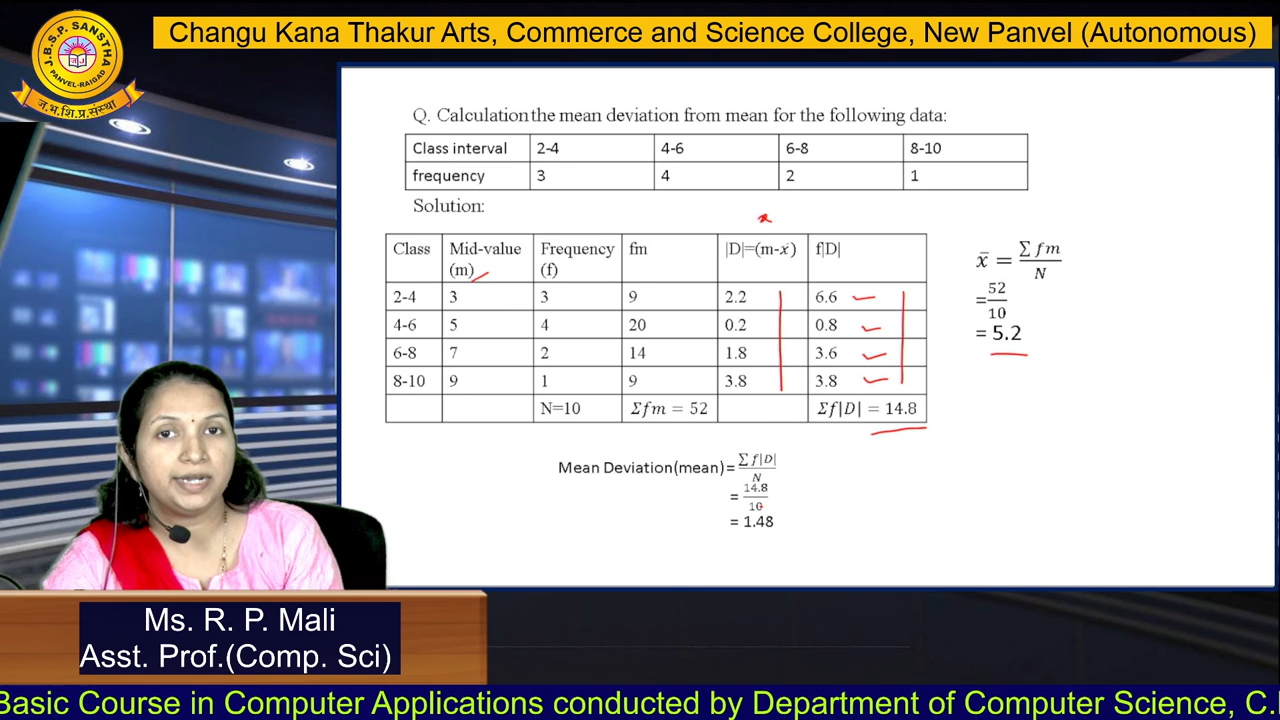 J.B.S.P. SANSTHA
PANVEL-RAIGAD
ज.भ.शि.प्र.संस्था
Changu Kana Thakur Arts, Commerce and Science College, New Panvel (Autonomous)
Q. Calculation the mean deviation from mean for the following data:
Class interval 2-4 4-6 6-8 8-10
frequency 3 4 2 1
Solution:
Class Mid-value (m) Frequency (f) fm |D|=(m-x̄) f|D|
2-4 3 3 9 2.2 6.6
4-6 5 4 20 0.2 0.8
6-8 7 2 14 1.8 3.6
8-10 9 1 9 3.8 3.8
N=10 Σfm = 52 Σf|D| = 14.8
x̄ = Σfm/N
=52/10
= 5.2
Mean Deviation(mean)= Σf|D|/N
= 14.8/10
= 1.48
Ms. R. P. Mali
Asst. Prof.(Comp. Sci)
Basic Course in Computer Applications conducted by Department of Computer Science, C.